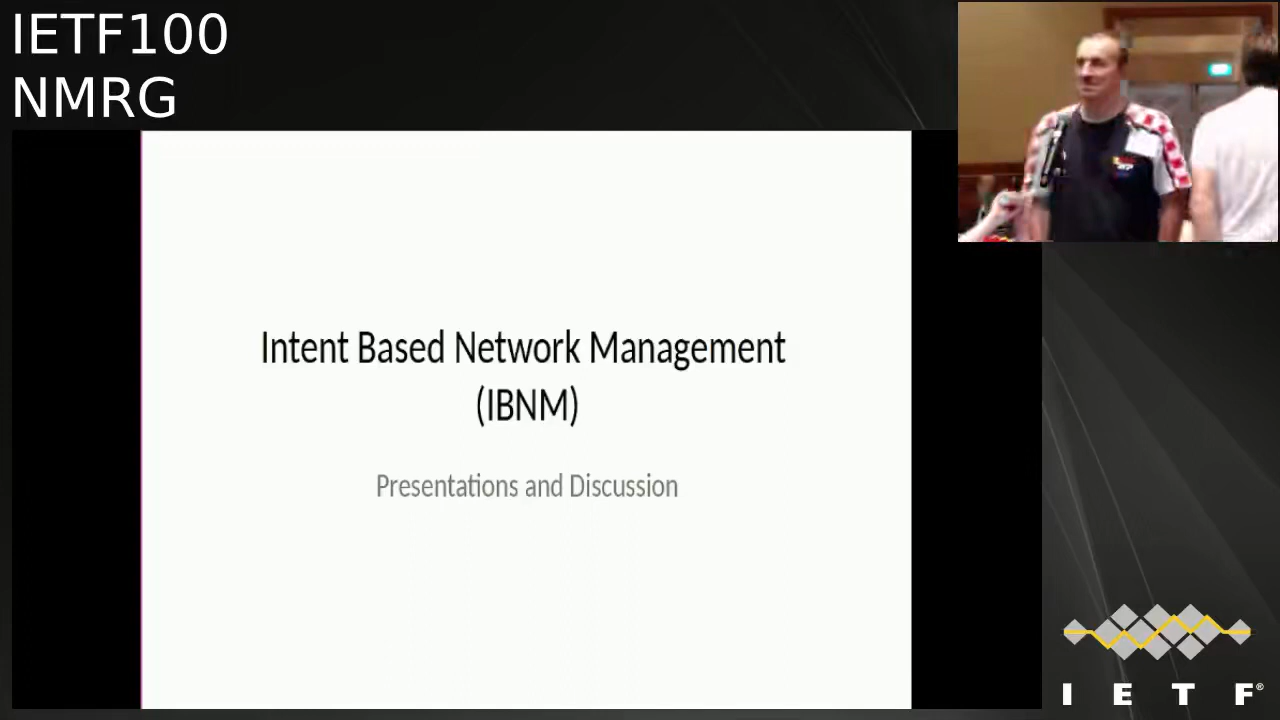 IETF100
NMRG
Intent Based Network Management
(IBNM)
Presentations and Discussion
I E T F®